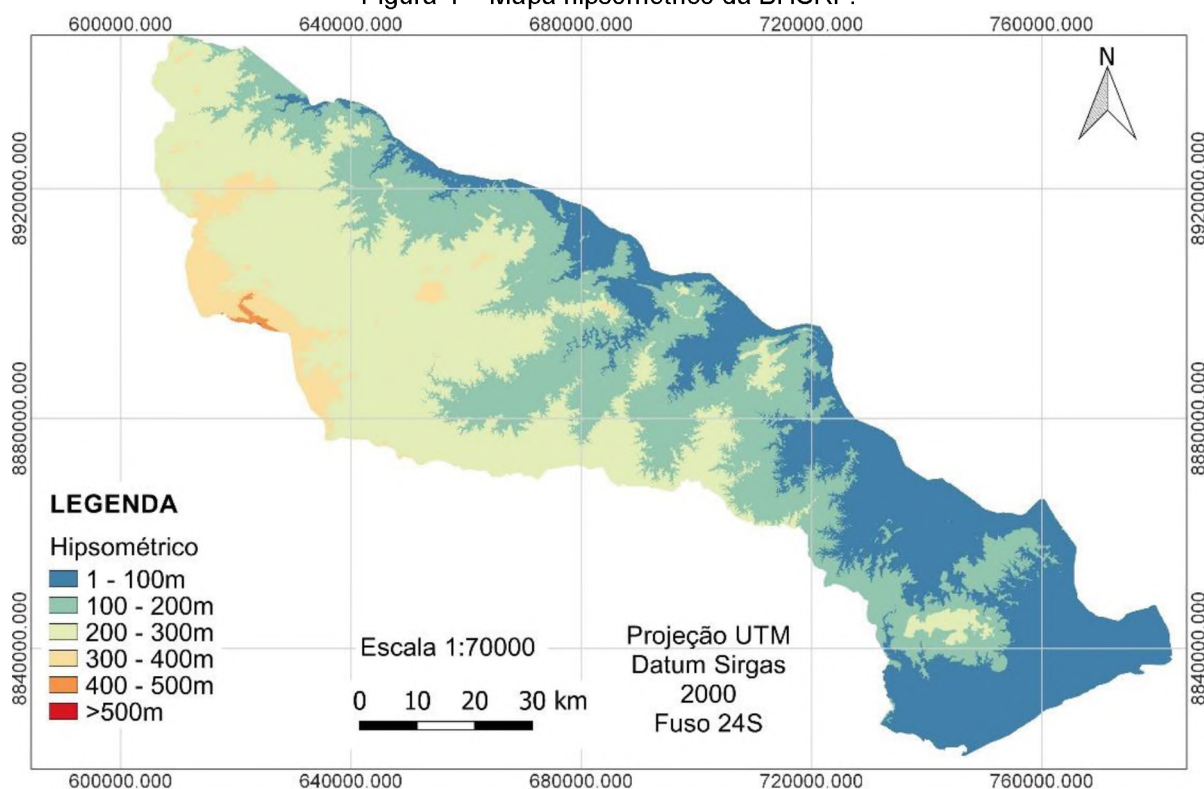 600000.000 640000.000 680000.000 720000.000 760000.000
N
8920000.000 8920000.000
8880000.000 8880000.000
8840000.000 8840000.000
LEGENDA
Hipsométrico
1 - 100m
100 - 200m
200 - 300m
300 - 400m
400 - 500m
>500m
Escala 1:70000
0 10 20 30 km
Projeção UTM
Datum Sirgas
2000
Fuso 24S
600000.000 640000.000 680000.000 720000.000 760000.000